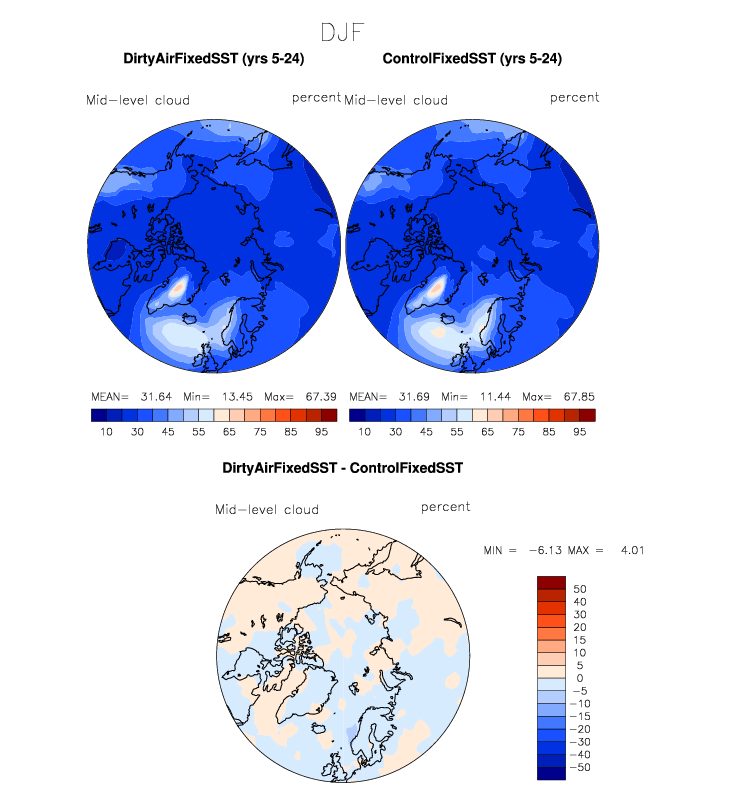 DJF
DirtyAirFixedSST (yrs 5-24) ControlFixedSST (yrs 5-24)
Mid-level cloud percent Mid-level cloud percent
MEAN= 31.64 Min= 13.45 Max= 67.39 MEAN= 31.69 Min= 11.44 Max= 67.85
10 30 45 55 65 75 85 95 10 30 45 55 65 75 85 95
DirtyAirFixedSST - ControlFixedSST
Mid-level cloud percent
MIN = -6.13 MAX = 4.01
50
40
30
20
15
10
5
0
-5
-10
-15
-20
-30
-40
-50